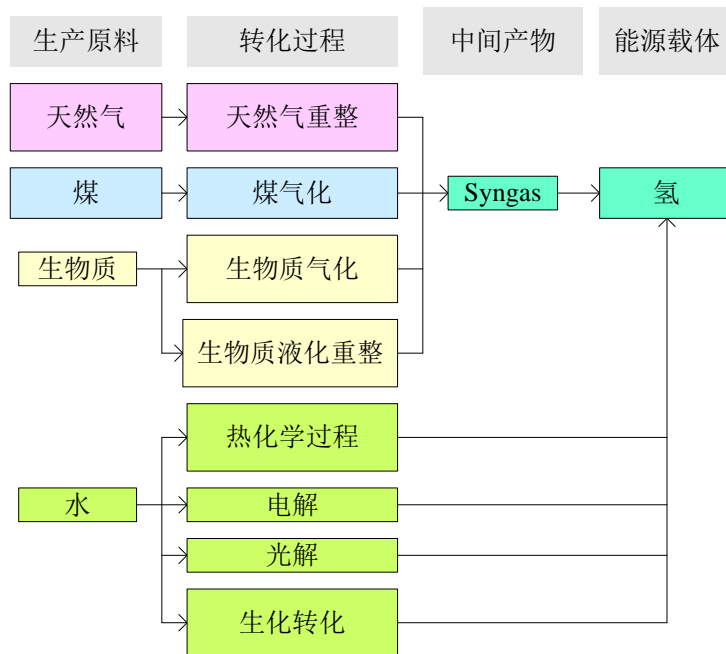 生产原料
转化过程
中间产物
能源载体
天然气
天然气重整
煤
煤气化
Syngas
氢
生物质
生物质气化
生物质液化重整
热化学过程
水
电解
光解
生化转化